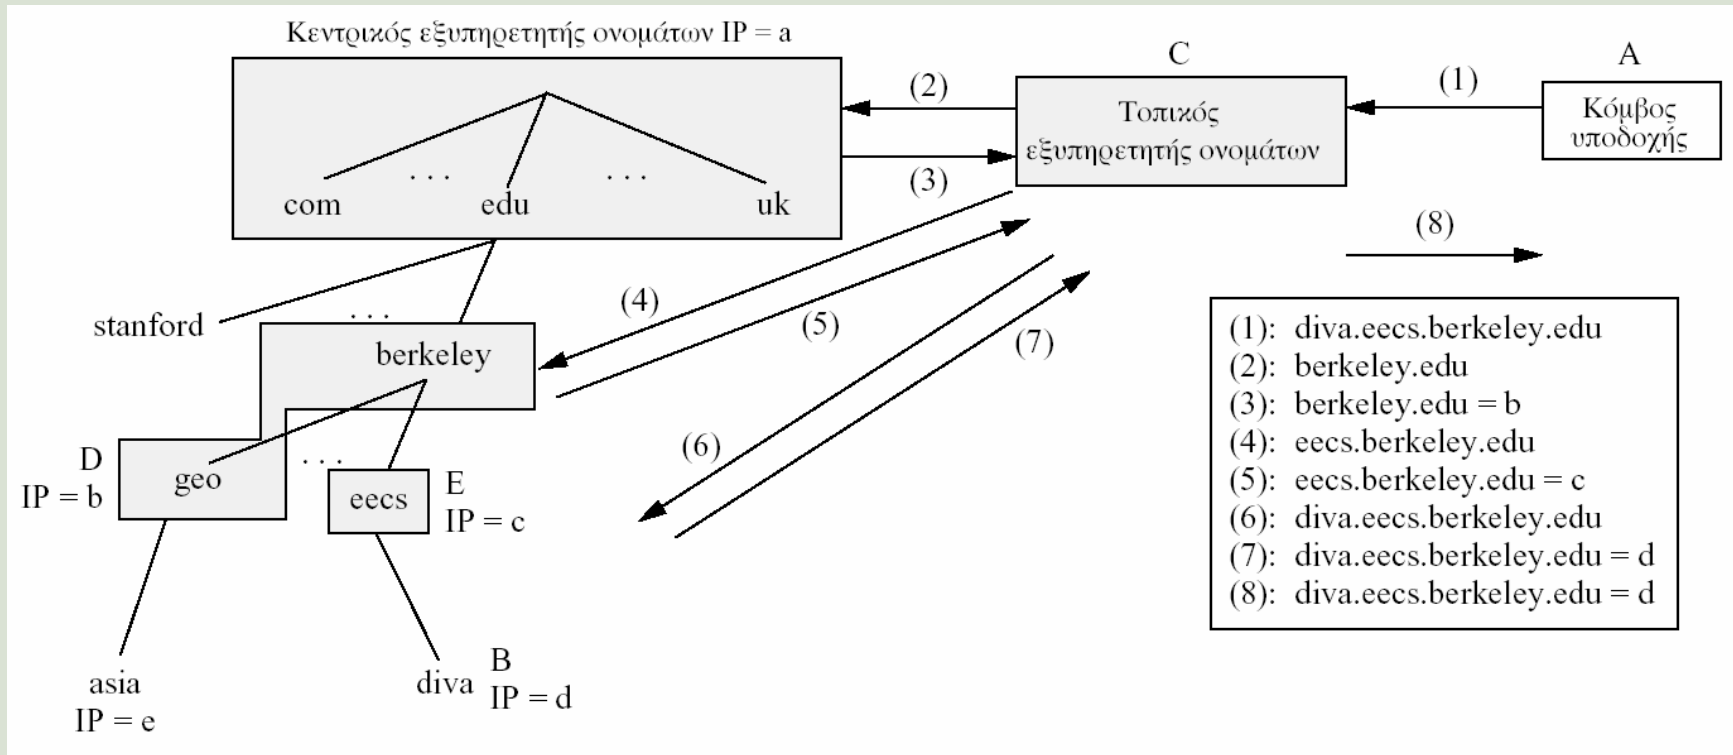 Κεντρικός εξυπηρετητής ονομάτων IP = a
C
A
(2)
(1)
Τοπικός
εξυπηρετητής ονομάτων
Κόμβος
υποδοχής
. . .
. . .
(3)
com
edu
uk
(8)
stanford
. . .
(4)
(5)
(7)
berkeley
(6)
D
IP = b
geo
. . .
eecs
E
IP = c
(1): diva.eecs.berkeley.edu
(2): berkeley.edu
(3): berkeley.edu = b
(4): eecs.berkeley.edu
(5): eecs.berkeley.edu = c
(6): diva.eecs.berkeley.edu
(7): diva.eecs.berkeley.edu = d
(8): diva.eecs.berkeley.edu = d
asia
IP = e
diva
B
IP = d